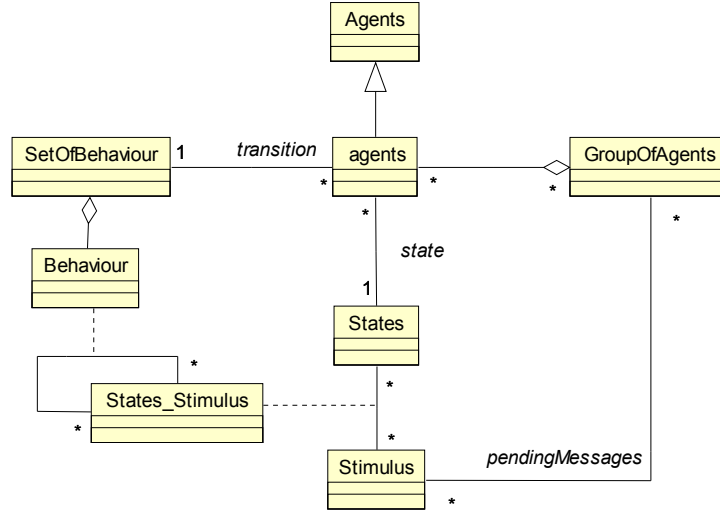 Agents
SetOfBehaviour
1
transition
*
agents
*
*
GroupOfAgents
*
*
state
Behaviour
1
States
*
*
States_Stimulus
*
*
Stimulus
pendingMessages
*